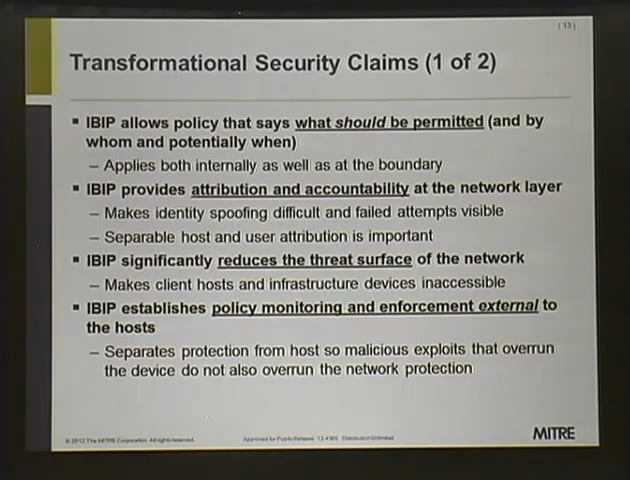 Transformational Security Claims (1 of 2)
▪ IBIP allows policy that says what should be permitted (and by
whom and potentially when)
– Applies both internally as well as at the boundary
▪ IBIP provides attribution and accountability at the network layer
– Makes identity spoofing difficult and failed attempts visible
– Separable host and user attribution is important
▪ IBIP significantly reduces the threat surface of the network
– Makes client hosts and infrastructure devices inaccessible
▪ IBIP establishes policy monitoring and enforcement external to
the hosts
– Separates protection from host so malicious exploits that overrun
the device do not also overrun the network protection
© 2012 The MITRE Corporation. All rights reserved.
Approved for Public Release Distribution Unlimited
MITRE